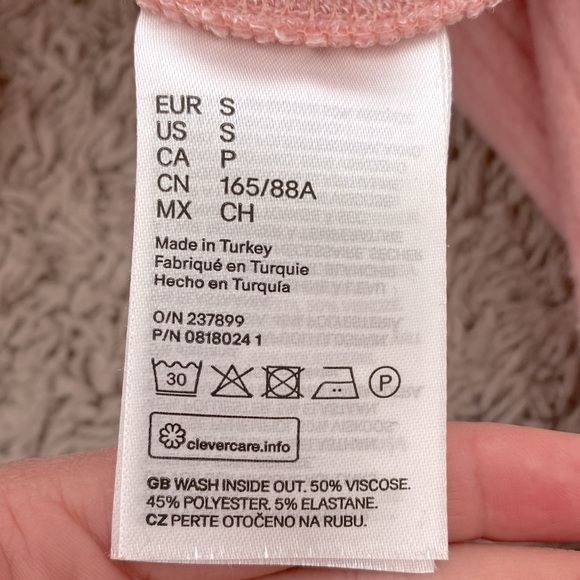 EUR S
US S
CA P
CN 165/88A
MX CH
Made in Turkey
Fabriqué en Turquie
Hecho en Turquía
O/N 237899
P/N 0818024 1
30 P
clevercare.info
GB WASH INSIDE OUT. 50% VISCOSE.
45% POLYESTER. 5% ELASTANE.
CZ PERTE OTOČENO NA RUBU.